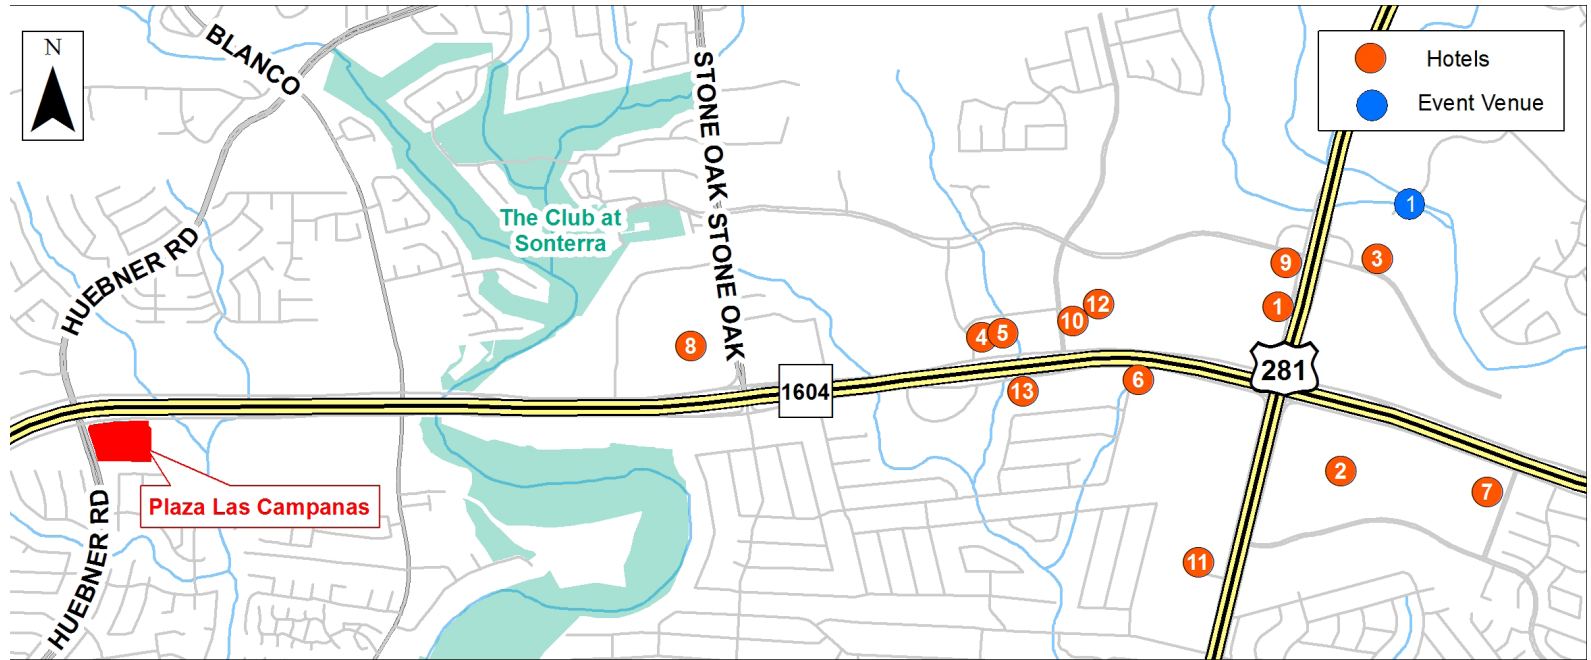 N
BLANCO
STONE OAK
STONE OAK
Hotels
Event Venue
1
The Club at
Sonterra
HUEBNER RD
9
3
12
1
10
4
5
8
281
6
13
1604
2
7
Plaza Las Campanas
HUEBNER RD
11